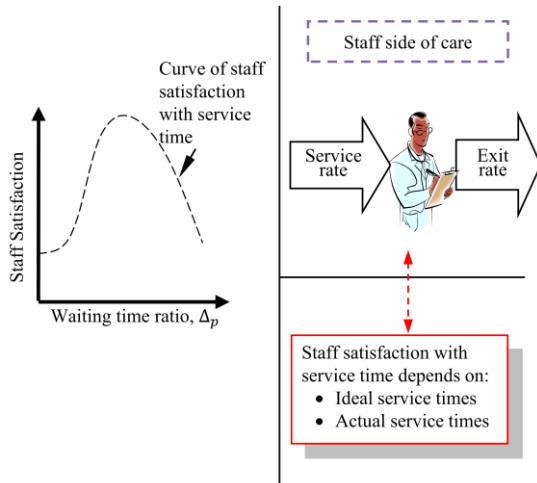 Curve of staff
satisfaction
with service
time
Staff Satisfaction
Waiting time ratio, Δp
Staff side of care
Service
rate
Exit
rate
Staff satisfaction with
service time depends on:
• Ideal service times
• Actual service times